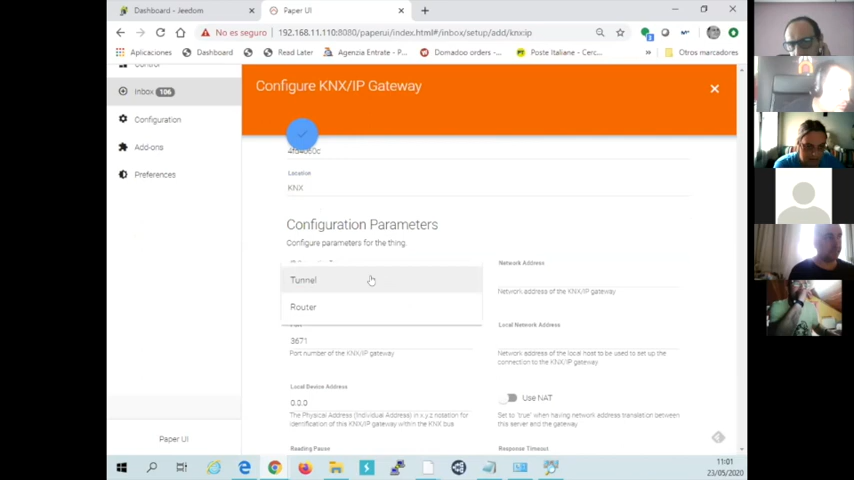 Dashboard - Jeedom
Paper UI
No es seguro
192.168.11.110:8080/paperui/index.html#/inbox/setup/add/knx:ip
Aplicaciones
Dashboard
Read Later
Agenzia Entrate - P...
Domadoo orders -...
Poste Italiane - Cerc...
»
Otros marcadores
Inbox 106
Configuration
Add-ons
Preferences
Paper UI
Configure KNX/IP Gateway
Location
KNX
Configuration Parameters
Configure parameters for the thing.
Tunnel
Router
Network Address
Network address of the KNX/IP gateway
3671
Port number of the KNX/IP gateway
Local Network Address
Network address of the local host to be used to set up the
connection to the KNX/IP gateway.
Local Device Address
0.0.0
The Physical Address (Individual Address) in x.y.z notation for
identification of this KNX/IP gateway within the KNX bus
Use NAT
Set to "true" when having network address translation between
this server and the gateway
Reading Pause
Response Timeout
11:01
23/05/2020